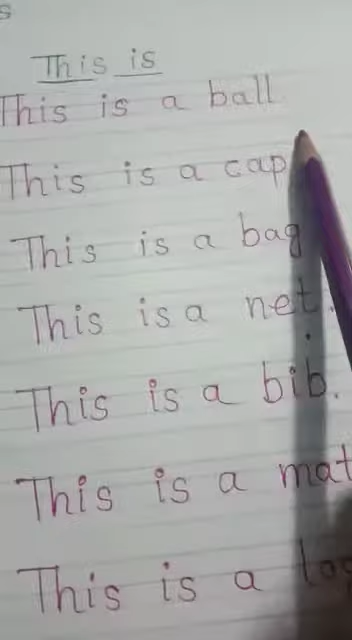 s
This is
This is a ball.
This is a cap
This is a bag
This is a net.
This is a bib.
This is a mat
This is a